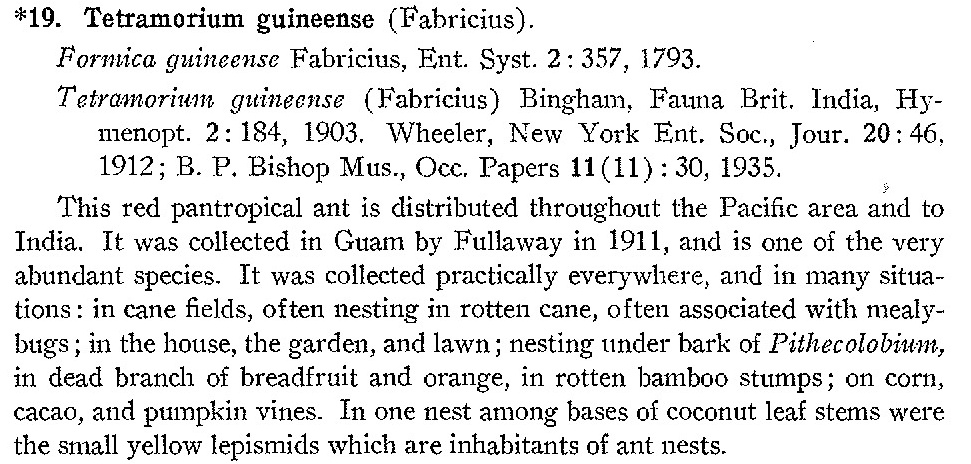 *19. Tetramorium guineense (Fabricius).
Formica guineense Fabricius, Ent. Syst. 2: 357, 1793.
Tetramorium guineense (Fabricius) Bingham, Fauna Brit. India, Hy-
menopt. 2: 184, 1903. Wheeler, New York Ent. Soc., Jour. 20: 46,
1912; B. P. Bishop Mus., Occ. Papers 11(11): 30, 1935.
This red pantropical ant is distributed throughout the Pacific area and to
India. It was collected in Guam by Fullaway in 1911, and is one of the very
abundant species. It was collected practically everywhere, and in many situa-
tions: in cane fields, often nesting in rotten cane, often associated with mealy-
bugs; in the house, the garden, and lawn; nesting under bark of Pithecolobium,
in dead branch of breadfruit and orange, in rotten bamboo stumps; on corn,
cacao, and pumpkin vines. In one nest among bases of coconut leaf stems were
the small yellow lepismids which are inhabitants of ant nests.